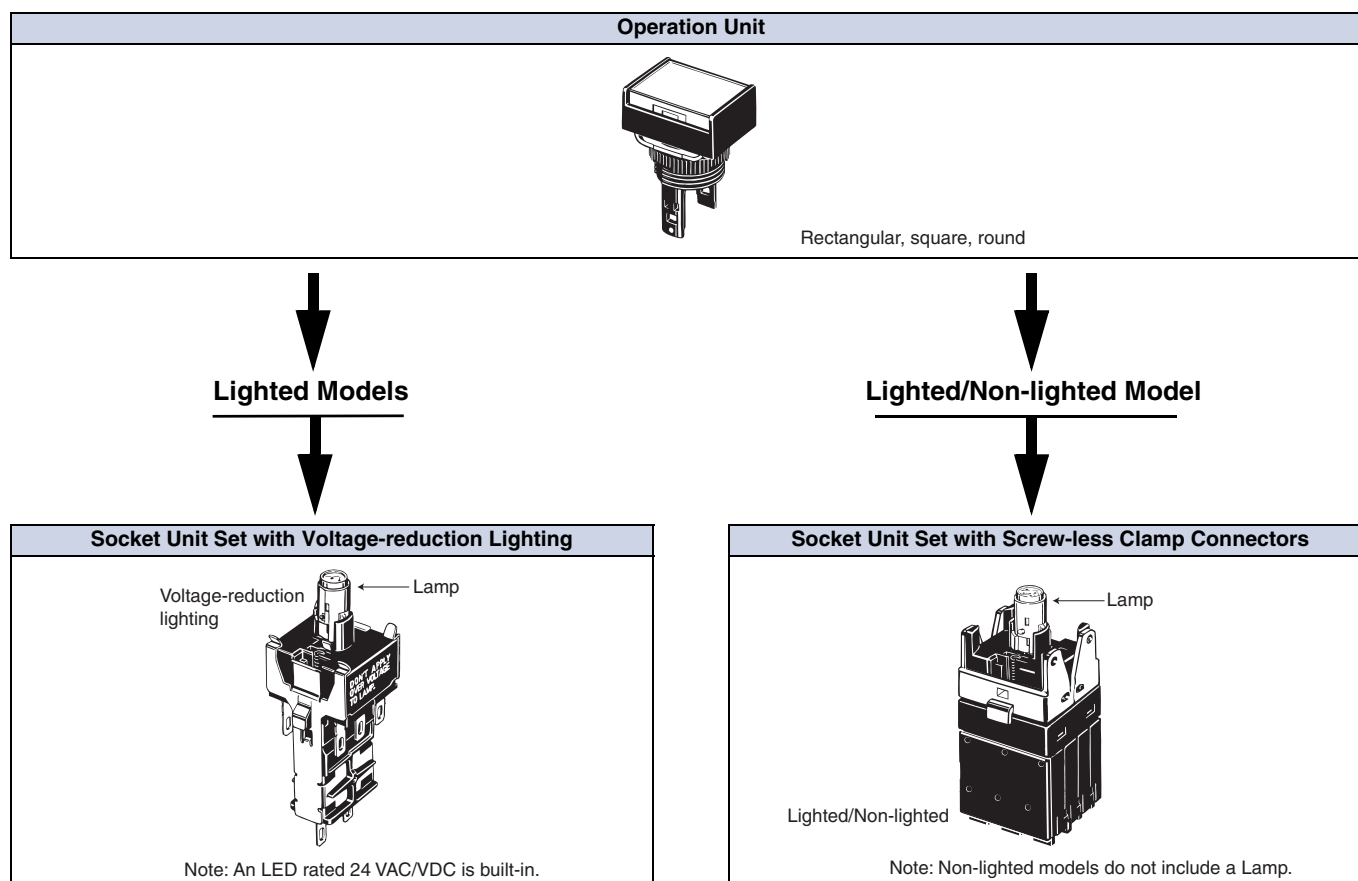 Operation Unit
Rectangular, square, round
Lighted Models
Lighted/Non-lighted Model
Socket Unit Set with Voltage-reduction Lighting
Voltage-reduction
lighting
Lamp
DON'T APPLY
OVER VOLTAGE
TO LAMP.
Note: An LED rated 24 VAC/VDC is built-in.
Socket Unit Set with Screw-less Clamp Connectors
Lamp
Lighted/Non-lighted
Note: Non-lighted models do not include a Lamp.